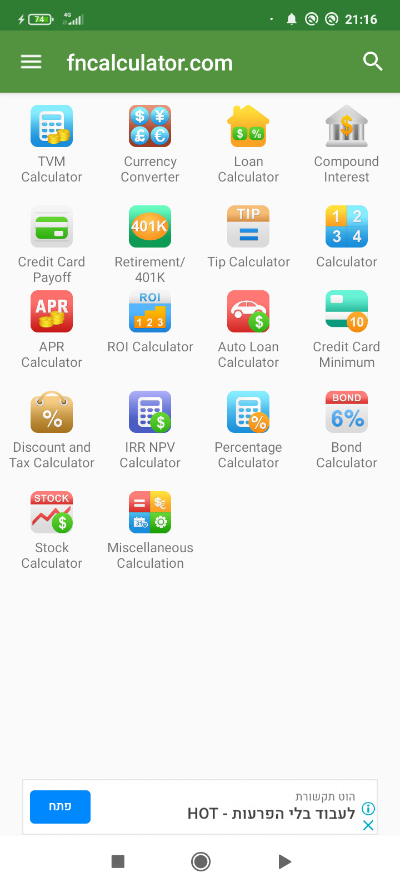 74
4G
21:16
fncalculator.com
TVM
Calculator
Currency
Converter
Loan
Calculator
Compound
Interest
401K
TIP
1 2
3 4
Credit Card
Payoff
Retirement/
401K
Tip Calculator
Calculator
APR
ROI
1 2 3
10
APR
Calculator
ROI Calculator
Auto Loan
Calculator
Credit Card
Minimum
%
$
%
BOND
6%
Discount and
Tax Calculator
IRR NPV
Calculator
Percentage
Calculator
Bond
Calculator
STOCK
$
Stock
Calculator
Miscellaneous
Calculation
הוט תקשורת
לעבוד בלי הפרעות - HOT
פתח